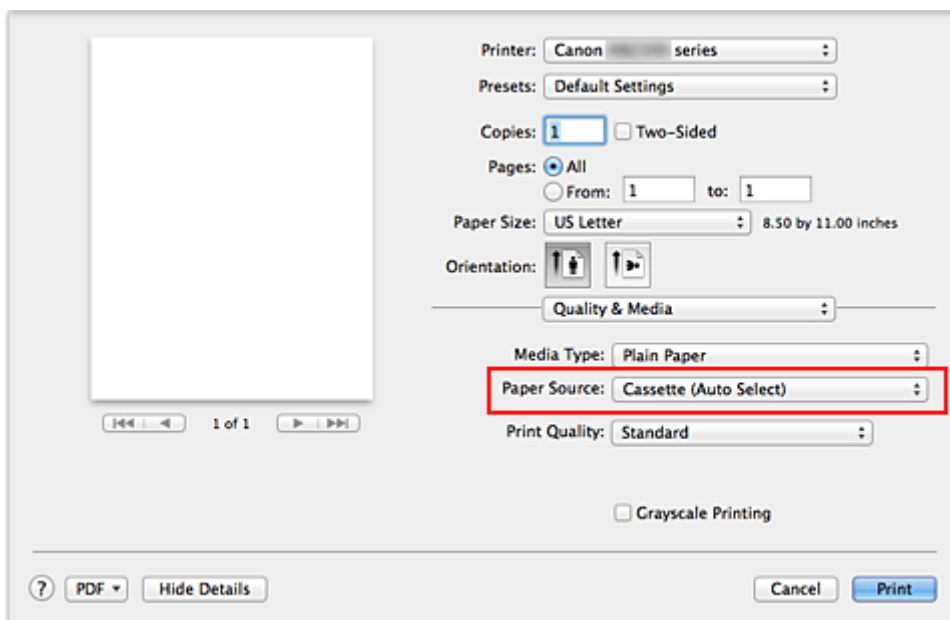 Printer: Canon series
Presets: Default Settings
Copies: 1 Two-Sided
Pages: All
From: 1 to: 1
Paper Size: US Letter 8.50 by 11.00 inches
Orientation:
Quality & Media
Media Type: Plain Paper
Paper Source: Cassette (Auto Select)
1 of 1
Print Quality: Standard
Grayscale Printing
? PDF Hide Details Cancel Print